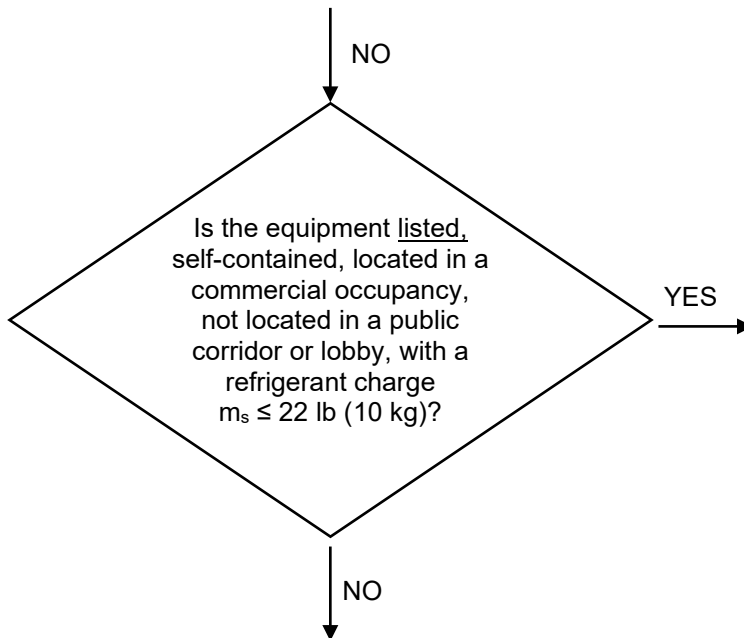 NO
Is the equipment listed,
self-contained, located in a
commercial occupancy,
not located in a public
corridor or lobby, with a
refrigerant charge
mₛ ≤ 22 lb (10 kg)?
YES
NO